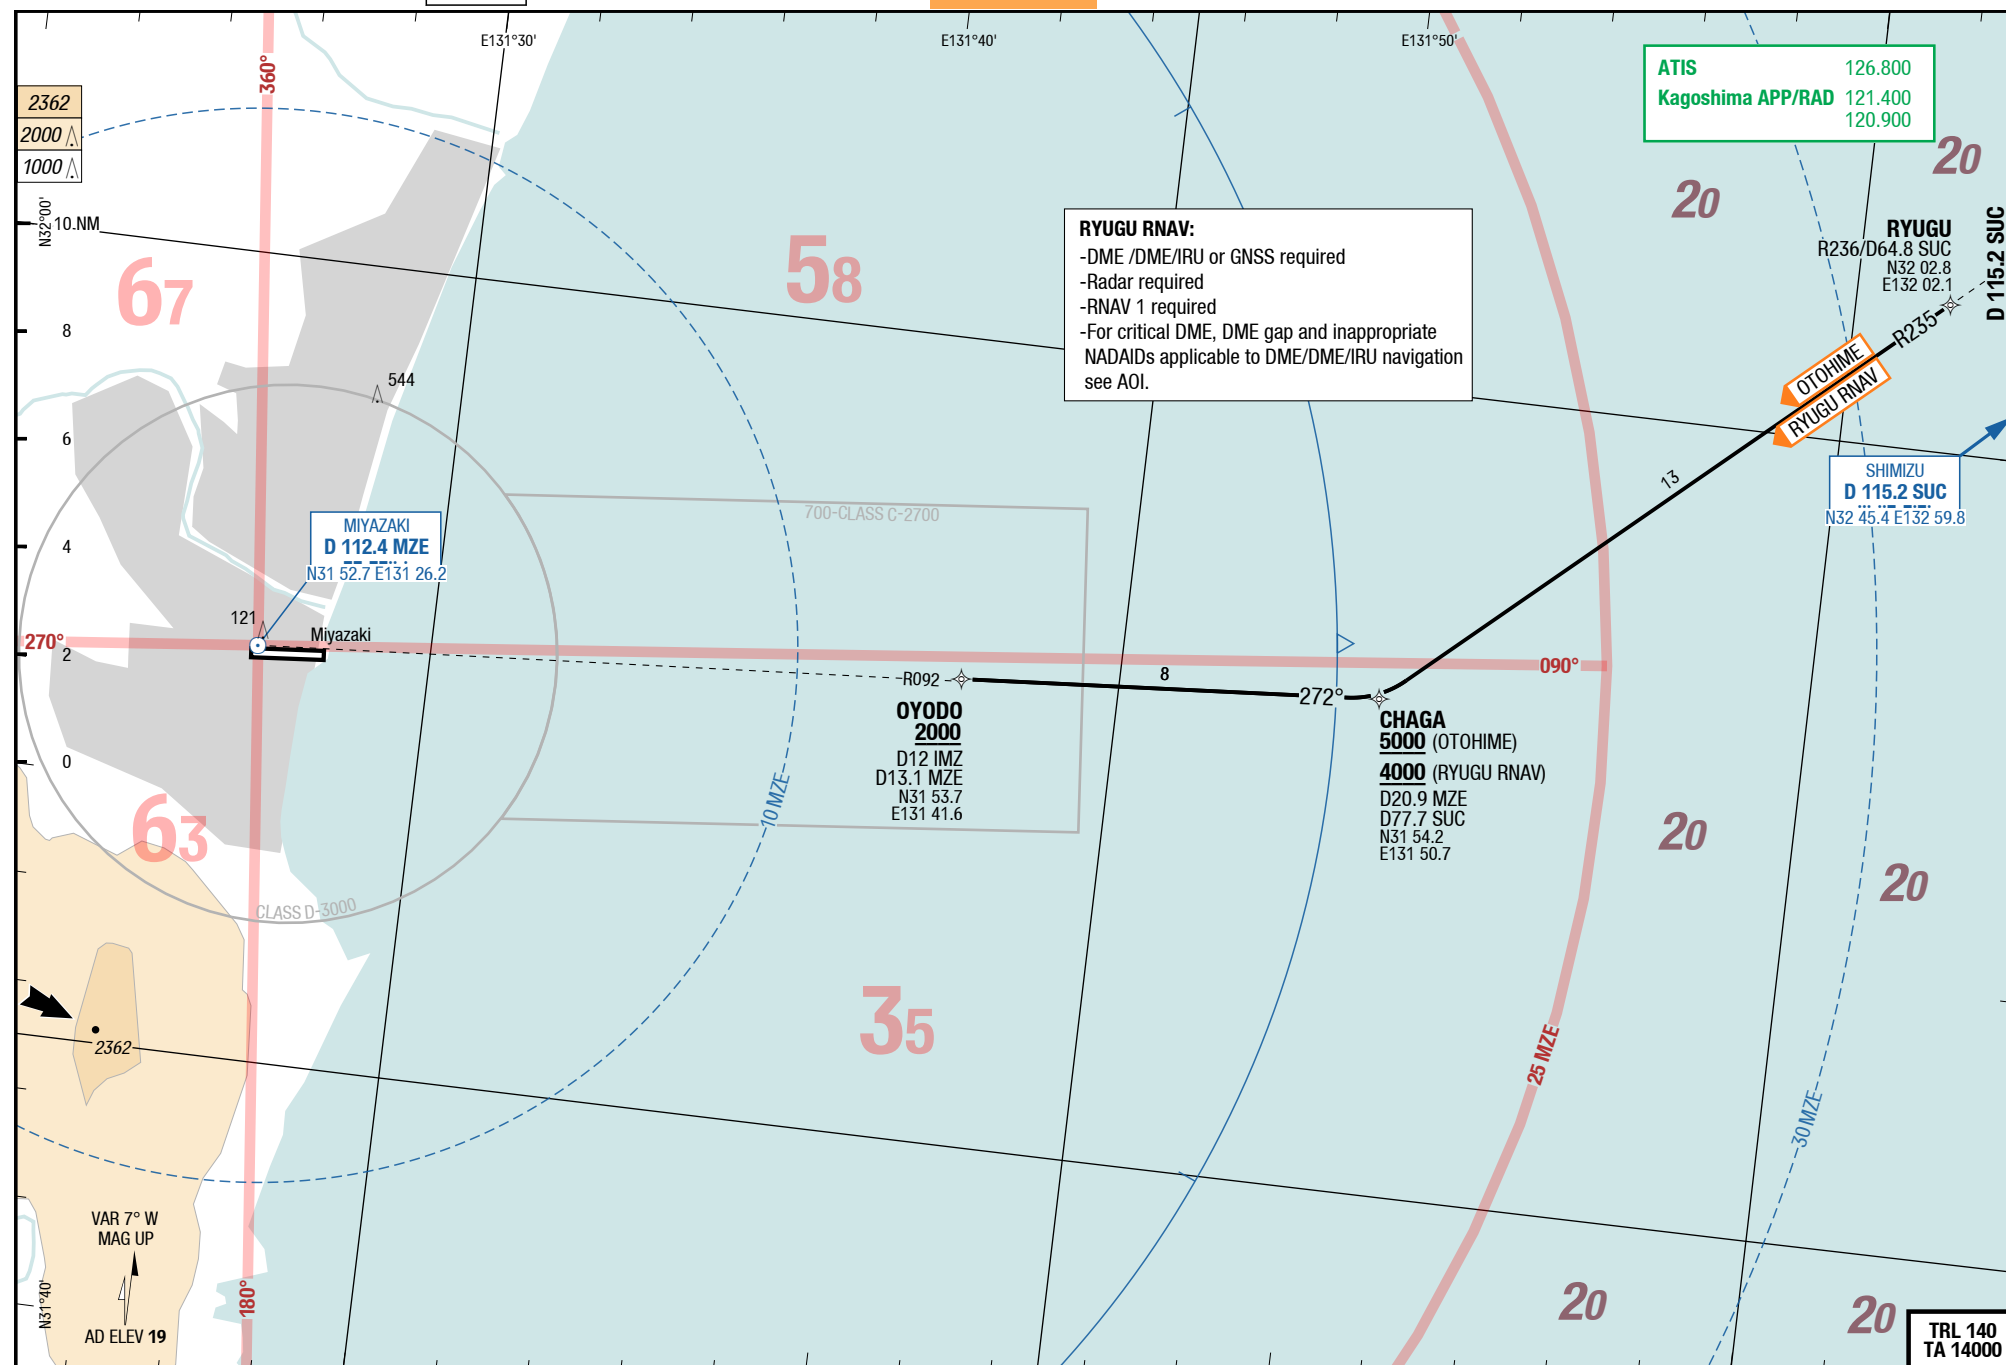 E131°30'
E131°40'
E131°50'
360°
ATIS 126.800
Kagoshima APP/RAD 121.400
120.900
2362
2000
1000
N32°00'
10 NM
8
6
4
2
0
67
58
20
20
RYUGU RNAV:
-DME /DME/IRU or GNSS required
-Radar required
-RNAV 1 required
-For critical DME, DME gap and inappropriate
NADAIDs applicable to DME/DME/IRU navigation
see AOI.
RYUGU
R236/D64.8 SUC
N32 02.8
E132 02.1
D 115.2 SUC
R235
OTOHIME
RYUGU RNAV
13
544
SHIMIZU
D 115.2 SUC
N32 45.4 E132 59.8
700-CLASS C-2700
MIYAZAKI
D 112.4 MZE
N31 52.7 E131 26.2
121
Miyazaki
270°
090°
R092
8
272°
OYODO
2000
D12 IMZ
D13.1 MZE
N31 53.7
E131 41.6
CHAGA
5000 (OTOHIME)
4000 (RYUGU RNAV)
D20.9 MZE
D77.7 SUC
N31 54.2
E131 50.7
10 MZE
63
20
20
CLASS D-3000
35
2362
25 MZE
30 MZE
VAR 7° W
MAG UP
AD ELEV 19
N31°40'
180°
20
20
TRL 140
TA 14000